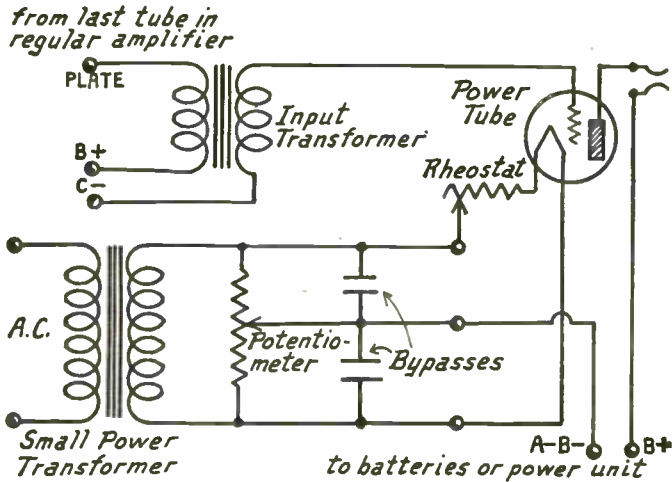 from last tube in
regular amplifier
PLATE
B+
C-
Input
Transformer
Power
Tube
Rheostat
A.C.
Potentio-
meter
Bypasses
Small Power
Transformer
A-B-
B+
to batteries or power unit